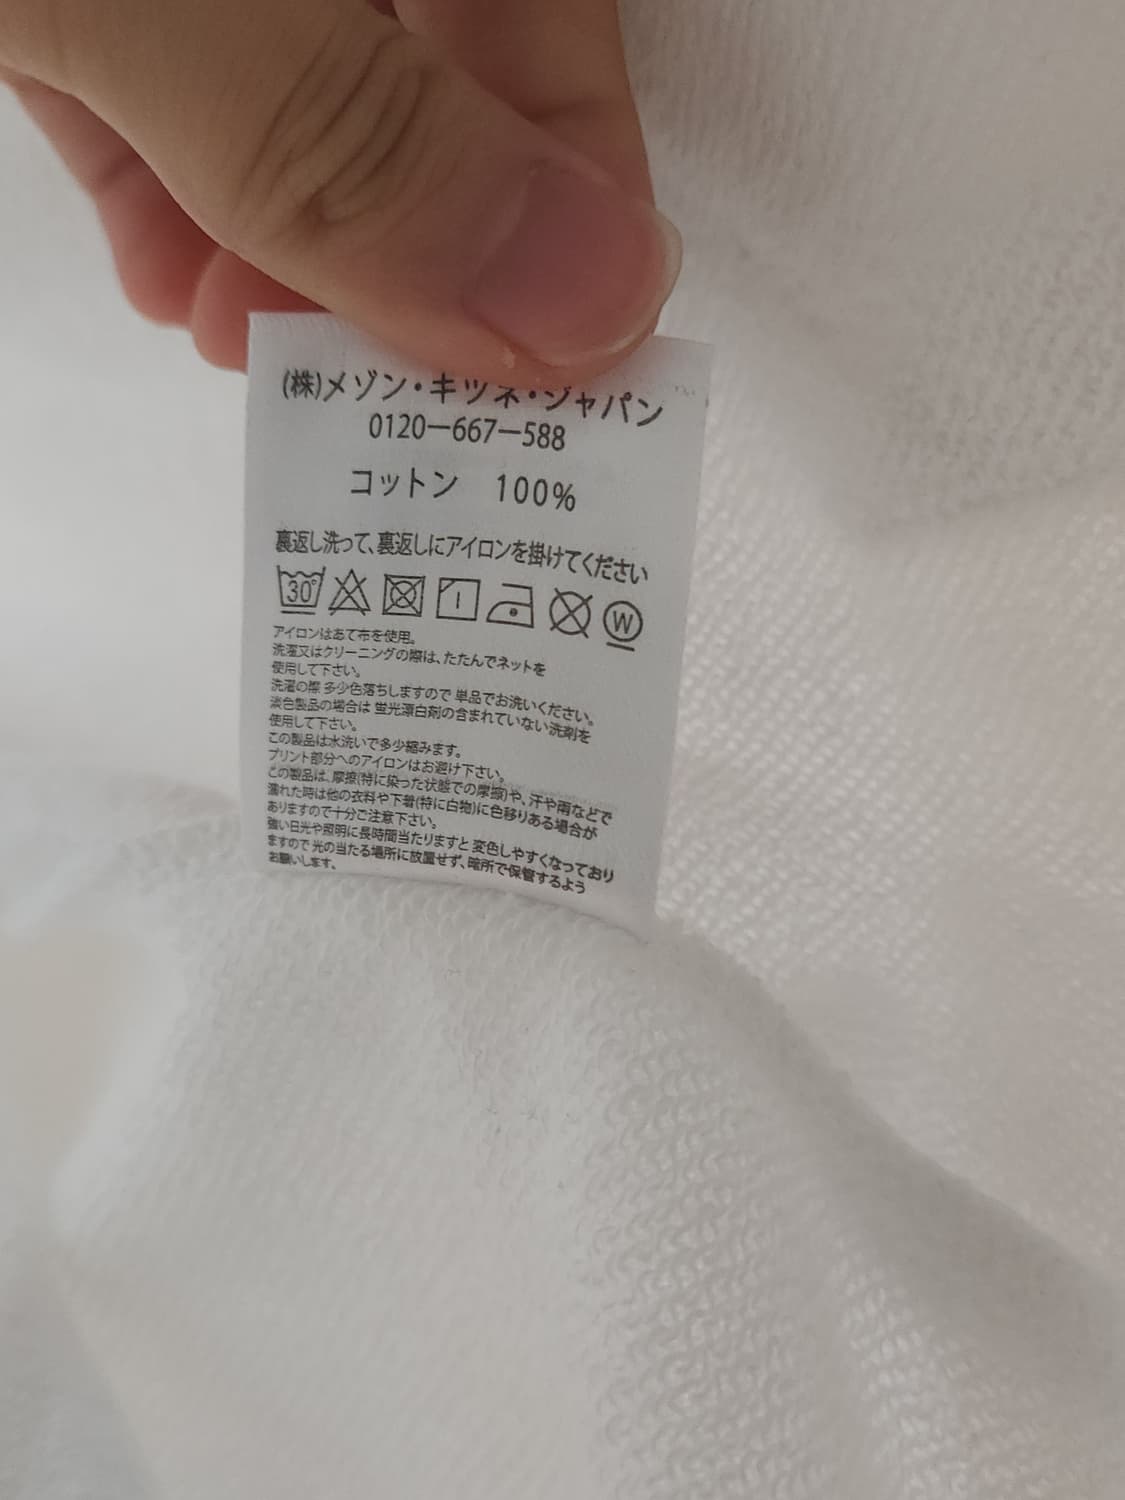 (株)メゾン・キツネ・ジャパン
0120ー667ー588
コットン 100%
裏返し洗って、裏返しにアイロンを掛けてください
30° W
アイロンはあて布を使用。
洗濯又はクリーニングの際は、たたんでネットを
使用して下さい。
洗濯の際 多少色落ちしますので 単品でお洗いください。
淡色製品の場合は 蛍光漂白剤の含まれていない洗剤を
使用して下さい。
この製品は水洗いで多少縮みます。
プリント部分へのアイロンはお避け下さい。
この製品は、摩擦(特に染った状態での摩擦)や、汗や雨などで
濡れた時は他の衣料や下着(特に白物)に色移りある場合が
ありますので十分ご注意下さい。
強い日光や照明に長時間当たりますと 変色しやすくなっており
ますので 光の当たる場所に放置せず、暗所で保管するよう
お願いします。